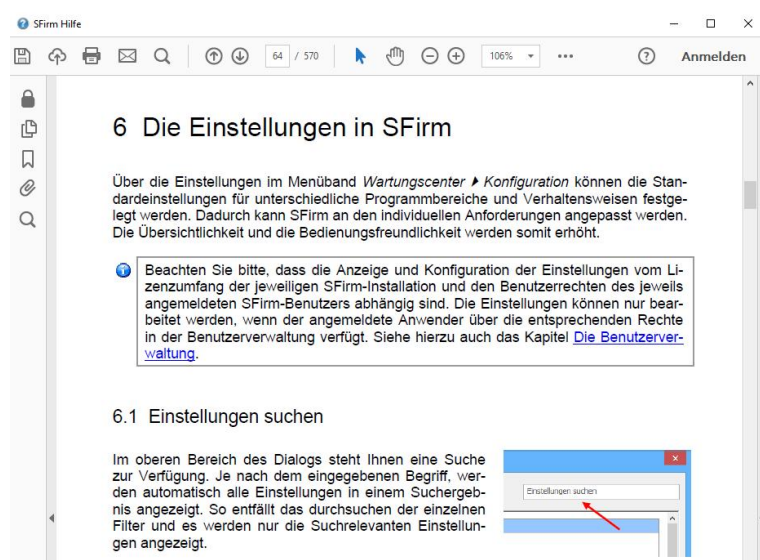 SFirm Hilfe
64 / 570
106%
Anmelden
6 Die Einstellungen in SFirm
Über die Einstellungen im Menüband Wartungscenter ▶ Konfiguration können die Stan-
dardeinstellungen für unterschiedliche Programmbereiche und Verhaltensweisen festge-
legt werden. Dadurch kann SFirm an den individuellen Anforderungen angepasst werden.
Die Übersichtlichkeit und die Bedienungsfreundlichkeit werden somit erhöht.
Beachten Sie bitte, dass die Anzeige und Konfiguration der Einstellungen vom Li-
zenzumfang der jeweiligen SFirm-Installation und den Benutzerrechten des jeweils
angemeldeten SFirm-Benutzers abhängig sind. Die Einstellungen können nur bear-
beitet werden, wenn der angemeldete Anwender über die entsprechenden Rechte
in der Benutzerverwaltung verfügt. Siehe hierzu auch das Kapitel Die Benutzerver-
waltung.
6.1 Einstellungen suchen
Im oberen Bereich des Dialogs steht Ihnen eine Suche
zur Verfügung. Je nach dem eingegebenen Begriff, wer-
den automatisch alle Einstellungen in einem Suchergeb-
nis angezeigt. So entfällt das durchsuchen der einzelnen
Filter und es werden nur die Suchrelevanten Einstellun-
gen angezeigt.
Einstellungen suchen